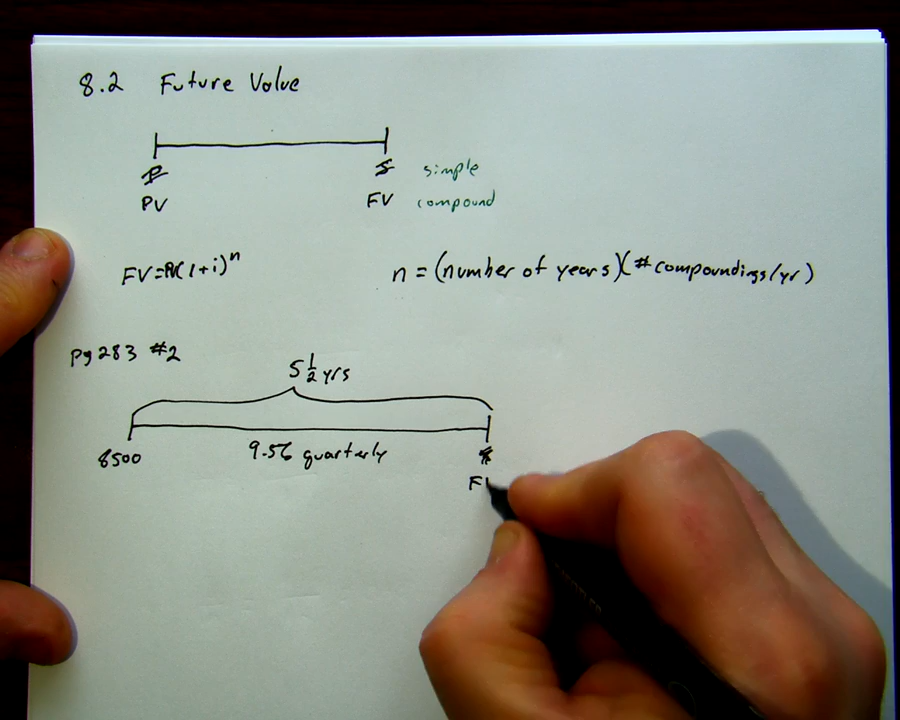 8.2 Future Value
simple
PV FV compound
FV=PV(1+i)^n n = (number of years)(# compoundings/yr)
pg 283 #2
5 1/2 yrs
8500 9.5% quarterly
F